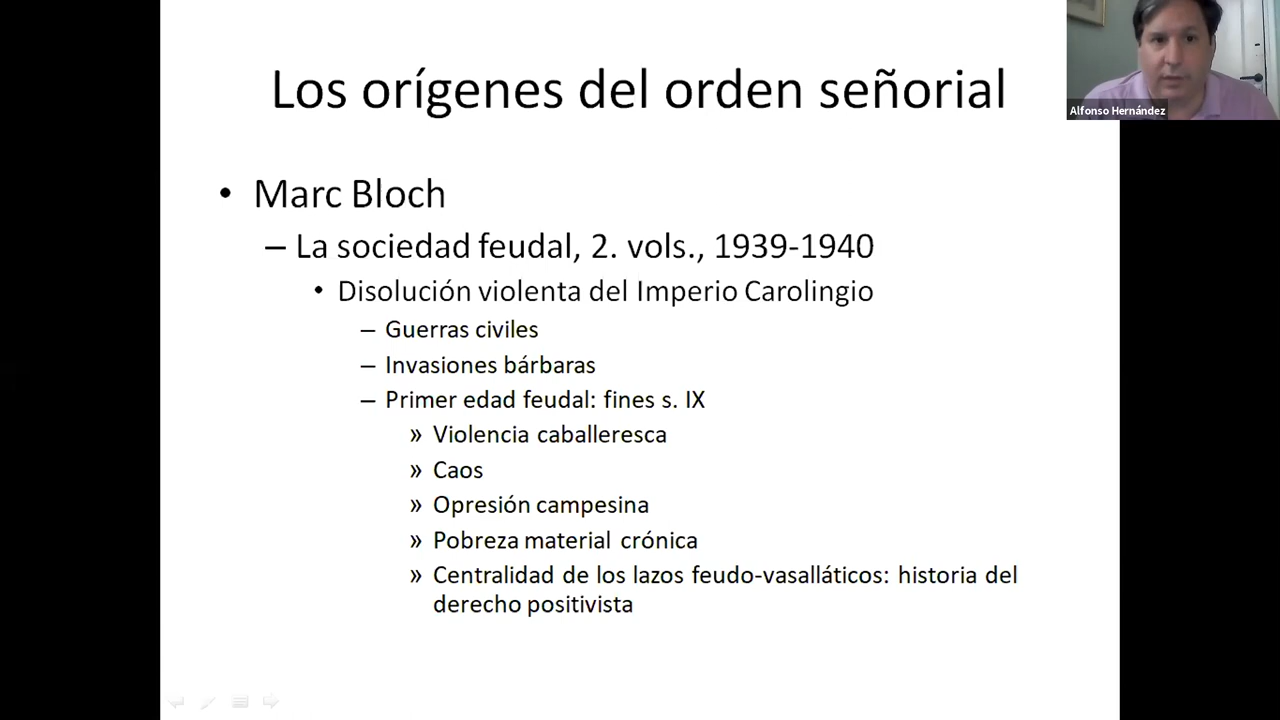 Los orígenes del orden señorial
Alfonso Hernández
• Marc Bloch
– La sociedad feudal, 2. vols., 1939-1940
• Disolución violenta del Imperio Carolingio
– Guerras civiles
– Invasiones bárbaras
– Primer edad feudal: fines s. IX
» Violencia caballeresca
» Caos
» Opresión campesina
» Pobreza material crónica
» Centralidad de los lazos feudo-vasalláticos: historia del
derecho positivista